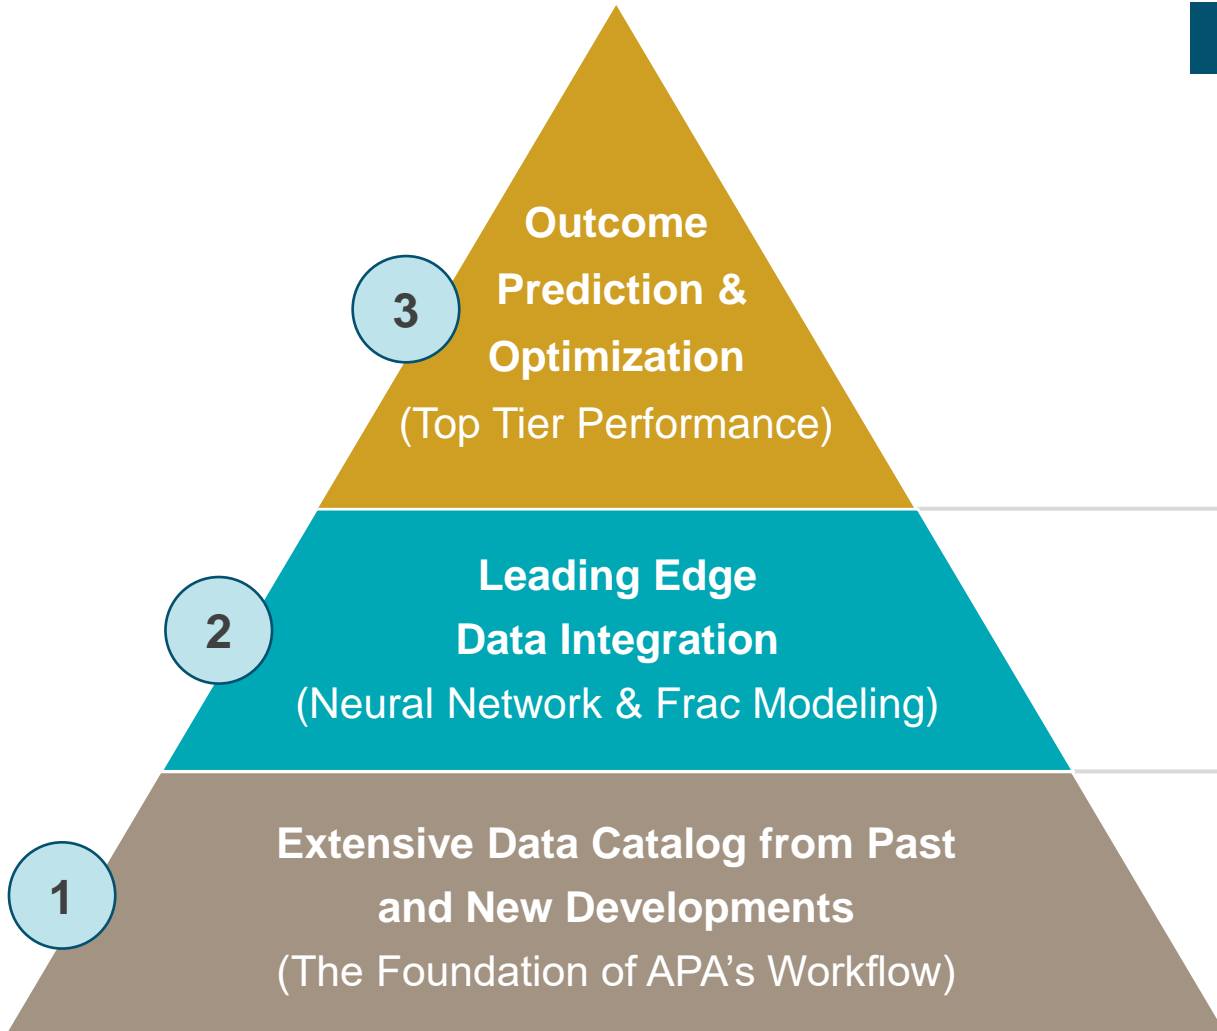 Outcome
Prediction &
Optimization
(Top Tier Performance)
3
Leading Edge
Data Integration
(Neural Network & Frac Modeling)
2
Extensive Data Catalog from Past
and New Developments
(The Foundation of APA’s Workflow)
1